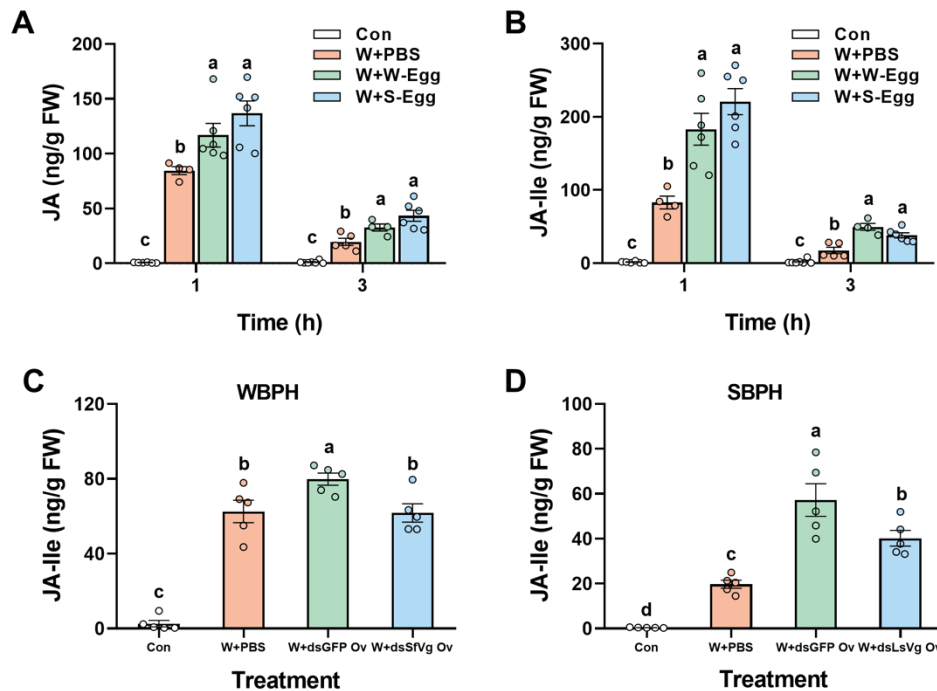 A
JA (ng/g FW)
200
150
100
50
0
Con
W+PBS
W+W-Egg
W+S-Egg
c
b
a
a
c
b
a
a
1
3
Time (h)
B
JA-Ile (ng/g FW)
300
200
100
0
Con
W+PBS
W+W-Egg
W+S-Egg
c
b
a
a
c
b
a
a
1
3
Time (h)
C
WBPH
JA-Ile (ng/g FW)
120
80
40
0
c
b
a
b
Con
W+PBS
W+dsGFP Ov
W+dsSfVg Ov
Treatment
D
SBPH
JA-Ile (ng/g FW)
100
80
60
40
20
0
d
c
a
b
Con
W+PBS
W+dsGFP Ov
W+dsLsVg Ov
Treatment